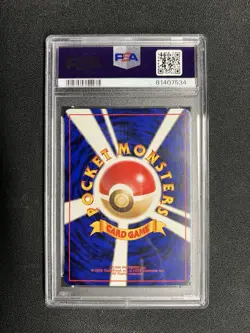 PSA
81407534
POCKET MONSTERS
CARD GAME